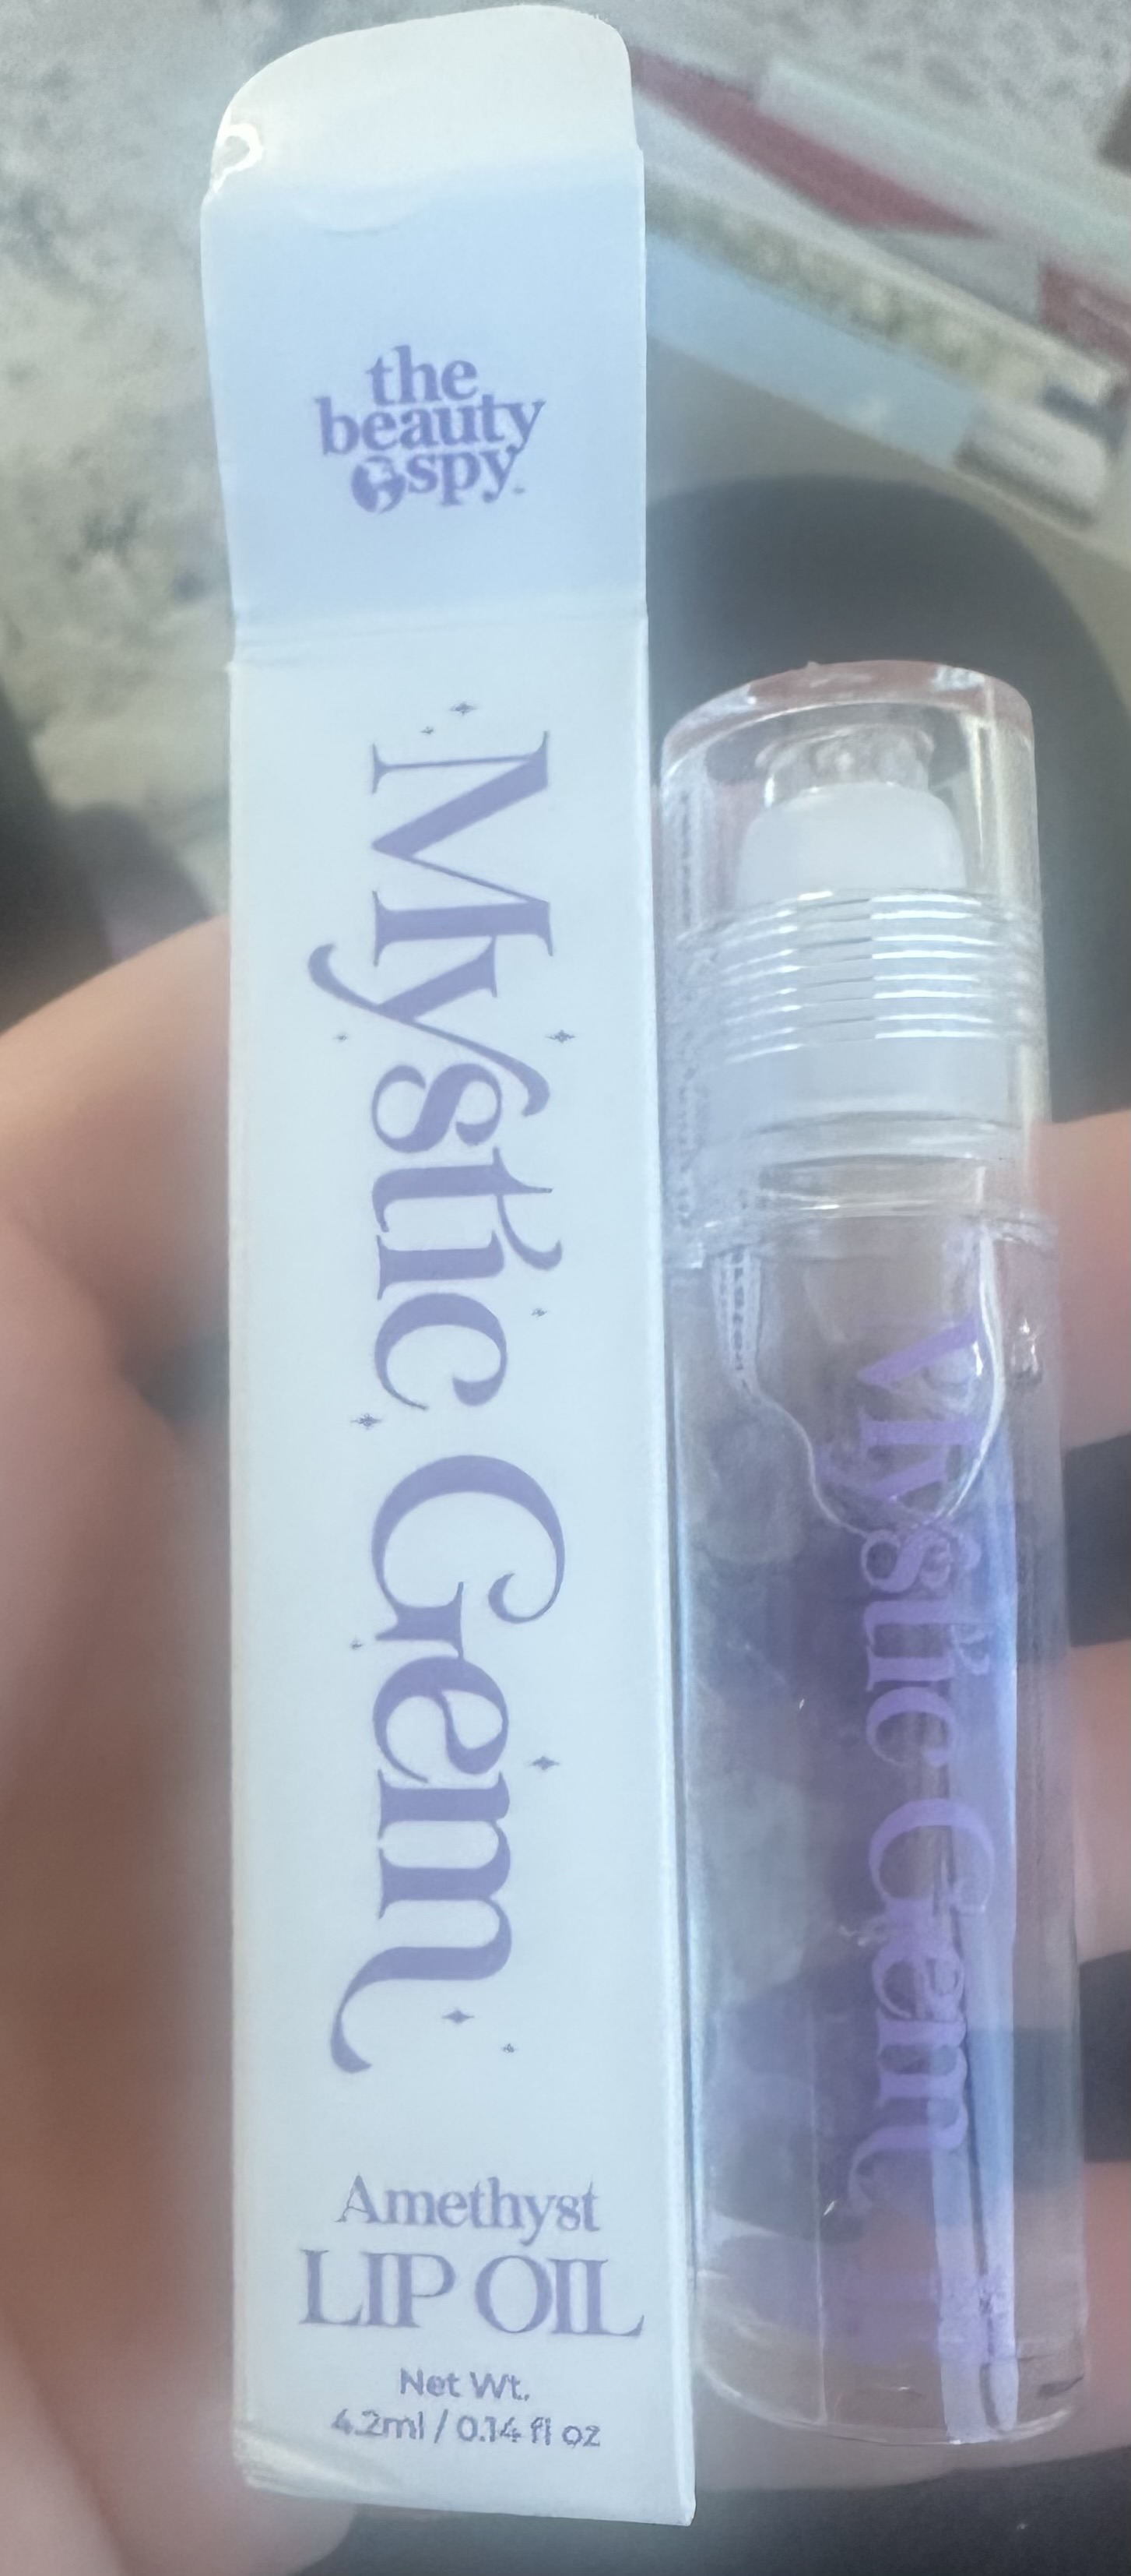 the
beauty
spy
Mystic Gem
Amethyst
LIP OIL
Net Wt.
4.2ml / 0.14 fl oz
Mystic Gem